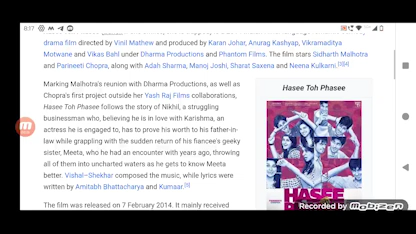 8:17
drama film directed by Vinil Mathew and produced by Karan Johar, Anurag Kashyap, Vikramaditya
Motwane and Vikas Bahl under Dharma Productions and Phantom Films. The film stars Sidharth Malhotra
and Parineeti Chopra, along with Adah Sharma, Manoj Joshi, Sharat Saxena and Neena Kulkarni.[3][4]
Marking Malhotra's reunion with Dharma Productions, as well as
Chopra's first project outside her Yash Raj Films collaborations,
Hasee Toh Phasee follows the story of Nikhil, a struggling
businessman who, believing he is in love with Karishma, an
actress he is engaged to, has to prove his worth to his father-in-
law while grappling with the sudden return of his fiancee's geeky
sister, Meeta, who he had an encounter with years ago, throwing
all of them into uncharted waters as he gets to know Meeta
better. Vishal–Shekhar composed the music, while lyrics were
written by Amitabh Bhattacharya and Kumaar.[5]
The film was released on 7 February 2014. It mainly received
Hasee Toh Phasee
HASEE
Recorded by Mobizen